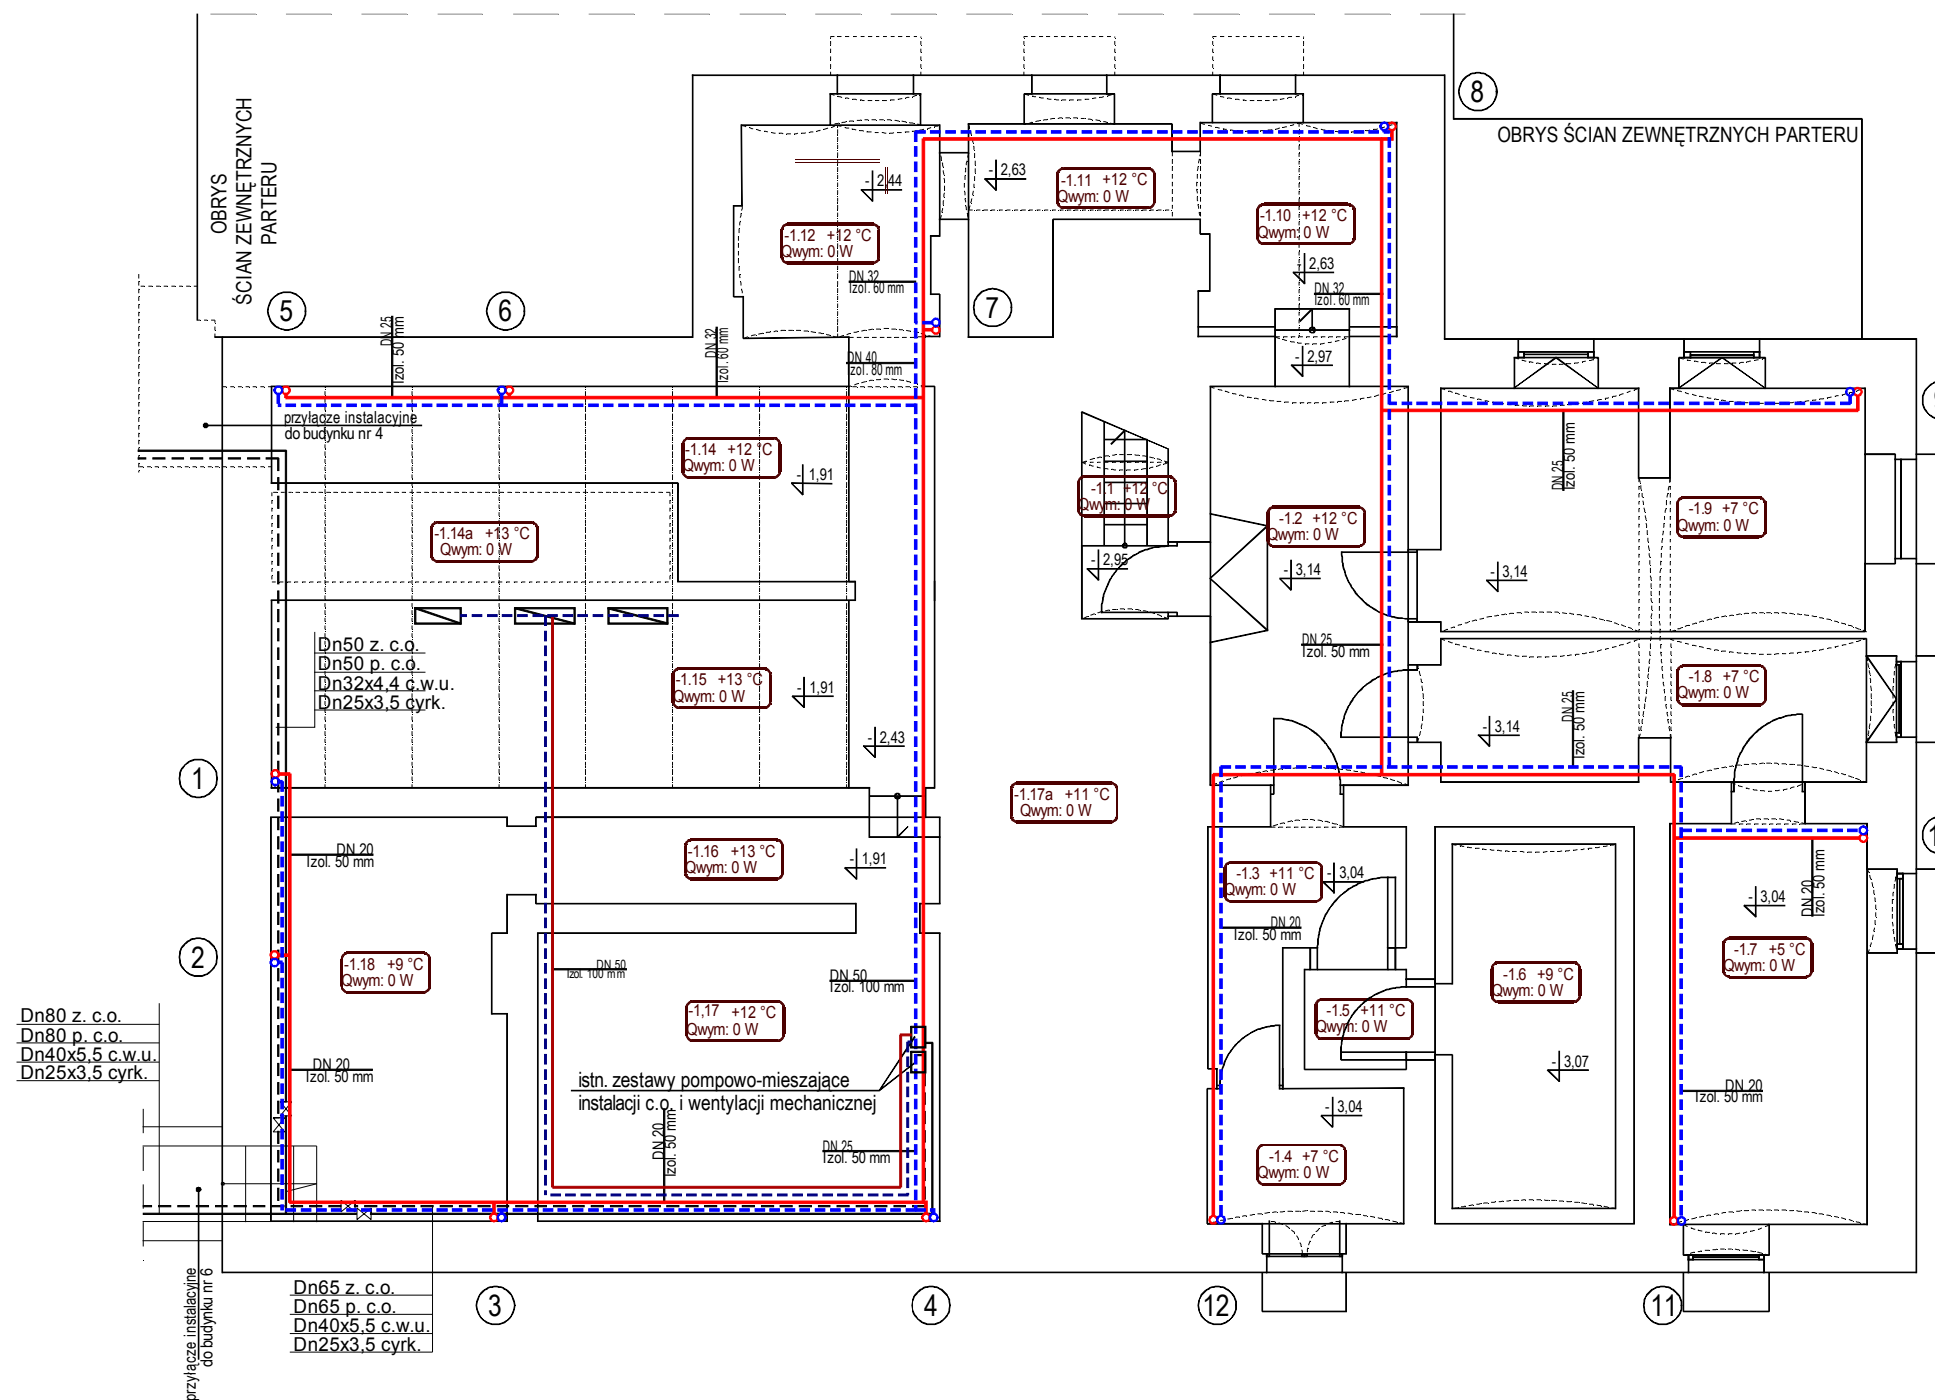 8
OBRYS ŚCIAN ZEWNĘTRZNYCH PARTERU
OBRYS
ŚCIAN ZEWNĘTRZNYCH
PARTERU
- 2,44
- 2,63
-1.11 +12 °C
Qwym: 0 W
-1.10 +12 °C
Qwym: 0 W
-1.12 +12 °C
Qwym: 0 W
- 2,63
DN 32
Izol. 60 mm
DN 32
Izol. 60 mm
5
6
7
DN 25
Izol. 50 mm
DN 32
Izol. 60 mm
DN 40
Izol. 80 mm
- 2,97
przyłącze instalacyjne
do budynku nr 4
-1.14 +12 °C
Qwym: 0 W
- 1,91
-1.1 +12 °C
Qwym: 0 W
-1.2 +12 °C
Qwym: 0 W
DN 25
Izol. 50 mm
-1.9 +7 °C
Qwym: 0 W
-1.14a +13 °C
Qwym: 0 W
- 2,95
- 3,14
- 3,14
Dn50 z. c.o.
Dn50 p. c.o.
Dn32x4,4 c.w.u.
Dn25x3,5 cyrk.
-1.15 +13 °C
Qwym: 0 W
- 1,91
DN 25
Izol. 50 mm
-1.8 +7 °C
Qwym: 0 W
- 2,43
- 3,14
DN 25
Izol. 50 mm
1
-1.17a +11 °C
Qwym: 0 W
DN 20
Izol. 50 mm
-1.16 +13 °C
Qwym: 0 W
- 1,91
-1.3 +11 °C
Qwym: 0 W
- 3,04
DN 20
Izol. 50 mm
- 3,04
DN 20
Izol. 50 mm
2
-1.18 +9 °C
Qwym: 0 W
DN 50
Izol. 100 mm
DN 50
Izol. 100 mm
-1.6 +9 °C
Qwym: 0 W
-1.7 +5 °C
Qwym: 0 W
Dn80 z. c.o.
Dn80 p. c.o.
Dn40x5,5 c.w.u.
Dn25x3,5 cyrk.
-1,17 +12 °C
Qwym: 0 W
-1.5 +11 °C
Qwym: 0 W
DN 20
Izol. 50 mm
istn. zestawy pompowo-mieszające
instalacji c.o. i wentylacji mechanicznej
- 3,07
DN 20
Izol. 50 mm
- 3,04
DN 20
Izol. 50 mm
DN 25
Izol. 50 mm
-1.4 +7 °C
Qwym: 0 W
przyłącze instalacyjne
do budynku nr 6
Dn65 z. c.o.
Dn65 p. c.o.
Dn40x5,5 c.w.u.
Dn25x3,5 cyrk.
3
4
12
11